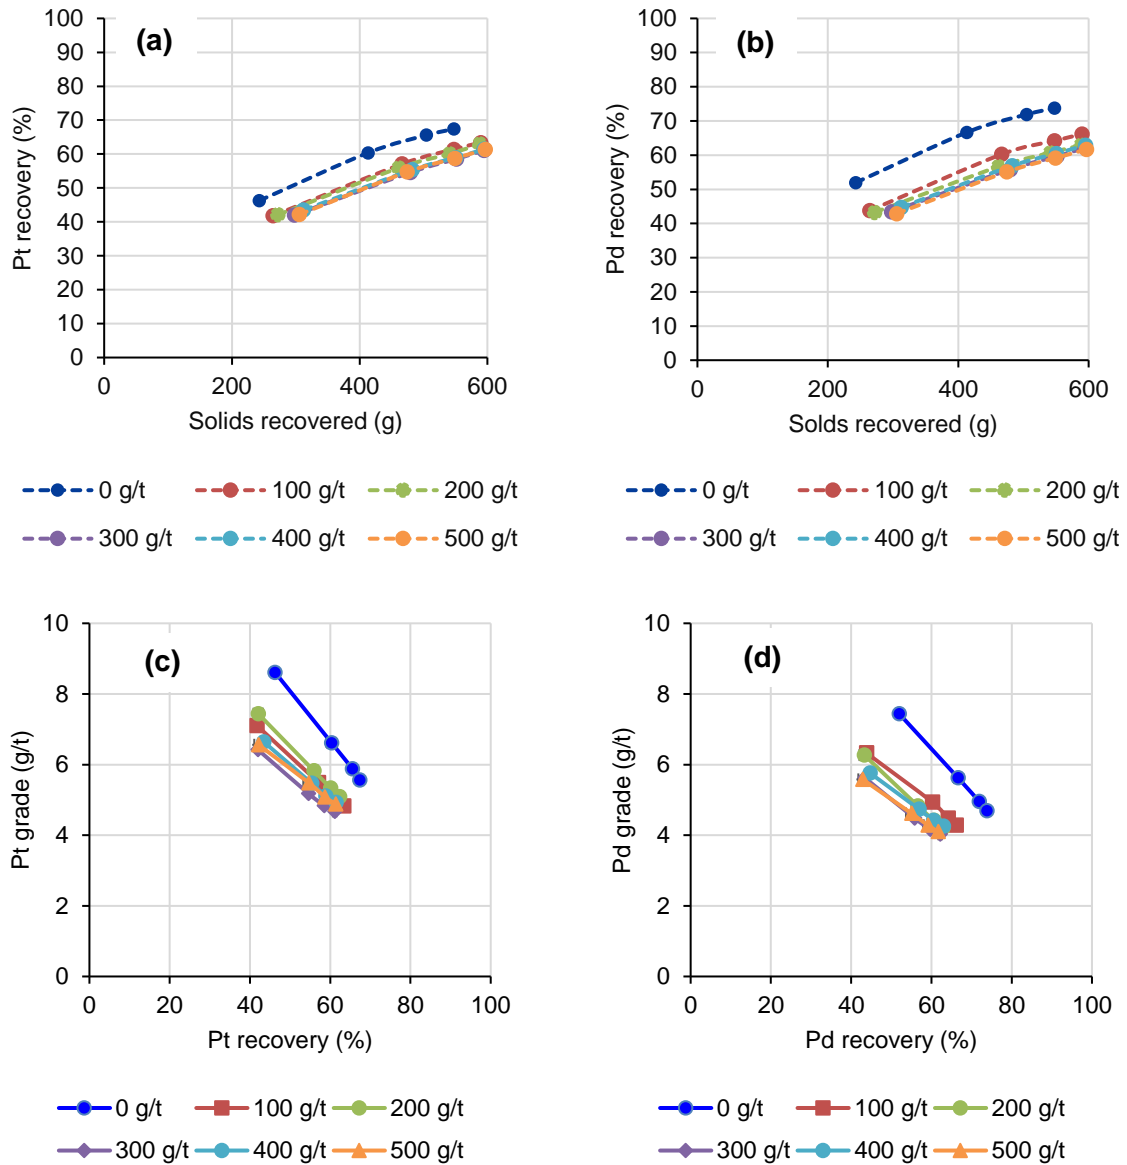 (a)
Pt recovery (%)
100
90
80
70
60
50
40
30
20
10
0
0 200 400 600
Solids recovered (g)
0 g/t 100 g/t 200 g/t
300 g/t 400 g/t 500 g/t
(b)
Pd recovery (%)
100
90
80
70
60
50
40
30
20
10
0
0 200 400 600
Solds recovered (g)
0 g/t 100 g/t 200 g/t
300 g/t 400 g/t 500 g/t
(c)
Pt grade (g/t)
10
8
6
4
2
0
0 20 40 60 80 100
Pt recovery (%)
0 g/t 100 g/t 200 g/t
300 g/t 400 g/t 500 g/t
(d)
Pd grade (g/t)
10
8
6
4
2
0
0 20 40 60 80 100
Pd recovery (%)
0 g/t 100 g/t 200 g/t
300 g/t 400 g/t 500 g/t